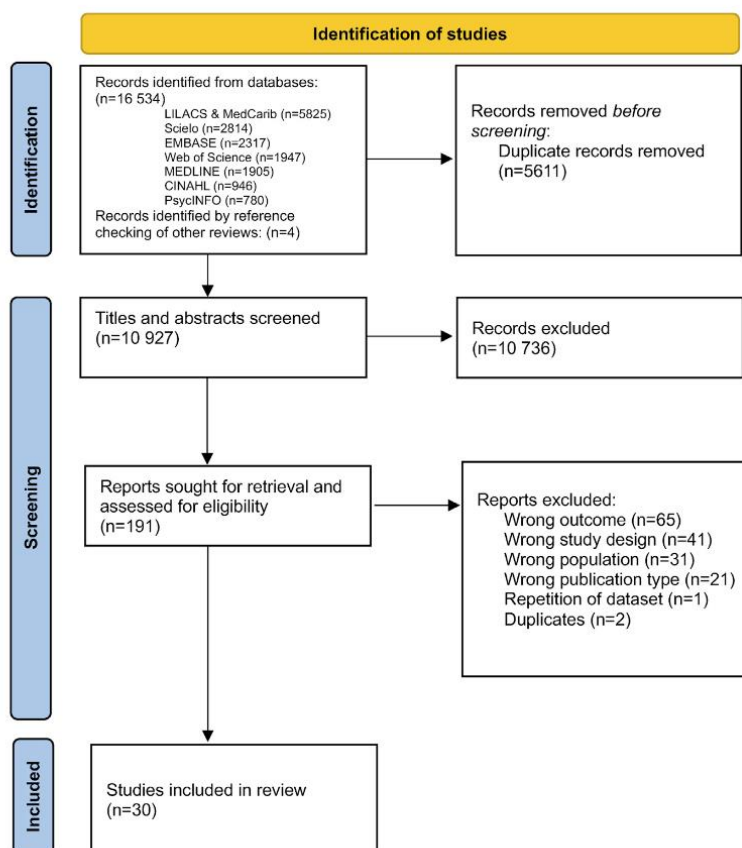 Identification of studies
Identification
Records identified from databases:
(n=16 534)
LILACS & MedCarib (n=5825)
Scielo (n=2814)
EMBASE (n=2317)
Web of Science (n=1947)
MEDLINE (n=1905)
CINAHL (n=946)
PsycINFO (n=780)
Records identified by reference
checking of other reviews: (n=4)
Records removed before
screening:
Duplicate records removed
(n=5611)
Screening
Titles and abstracts screened
(n=10 927)
Records excluded
(n=10 736)
Reports sought for retrieval and
assessed for eligibility
(n=191)
Reports excluded:
Wrong outcome (n=65)
Wrong study design (n=41)
Wrong population (n=31)
Wrong publication type (n=21)
Repetition of dataset (n=1)
Duplicates (n=2)
Included
Studies included in review
(n=30)